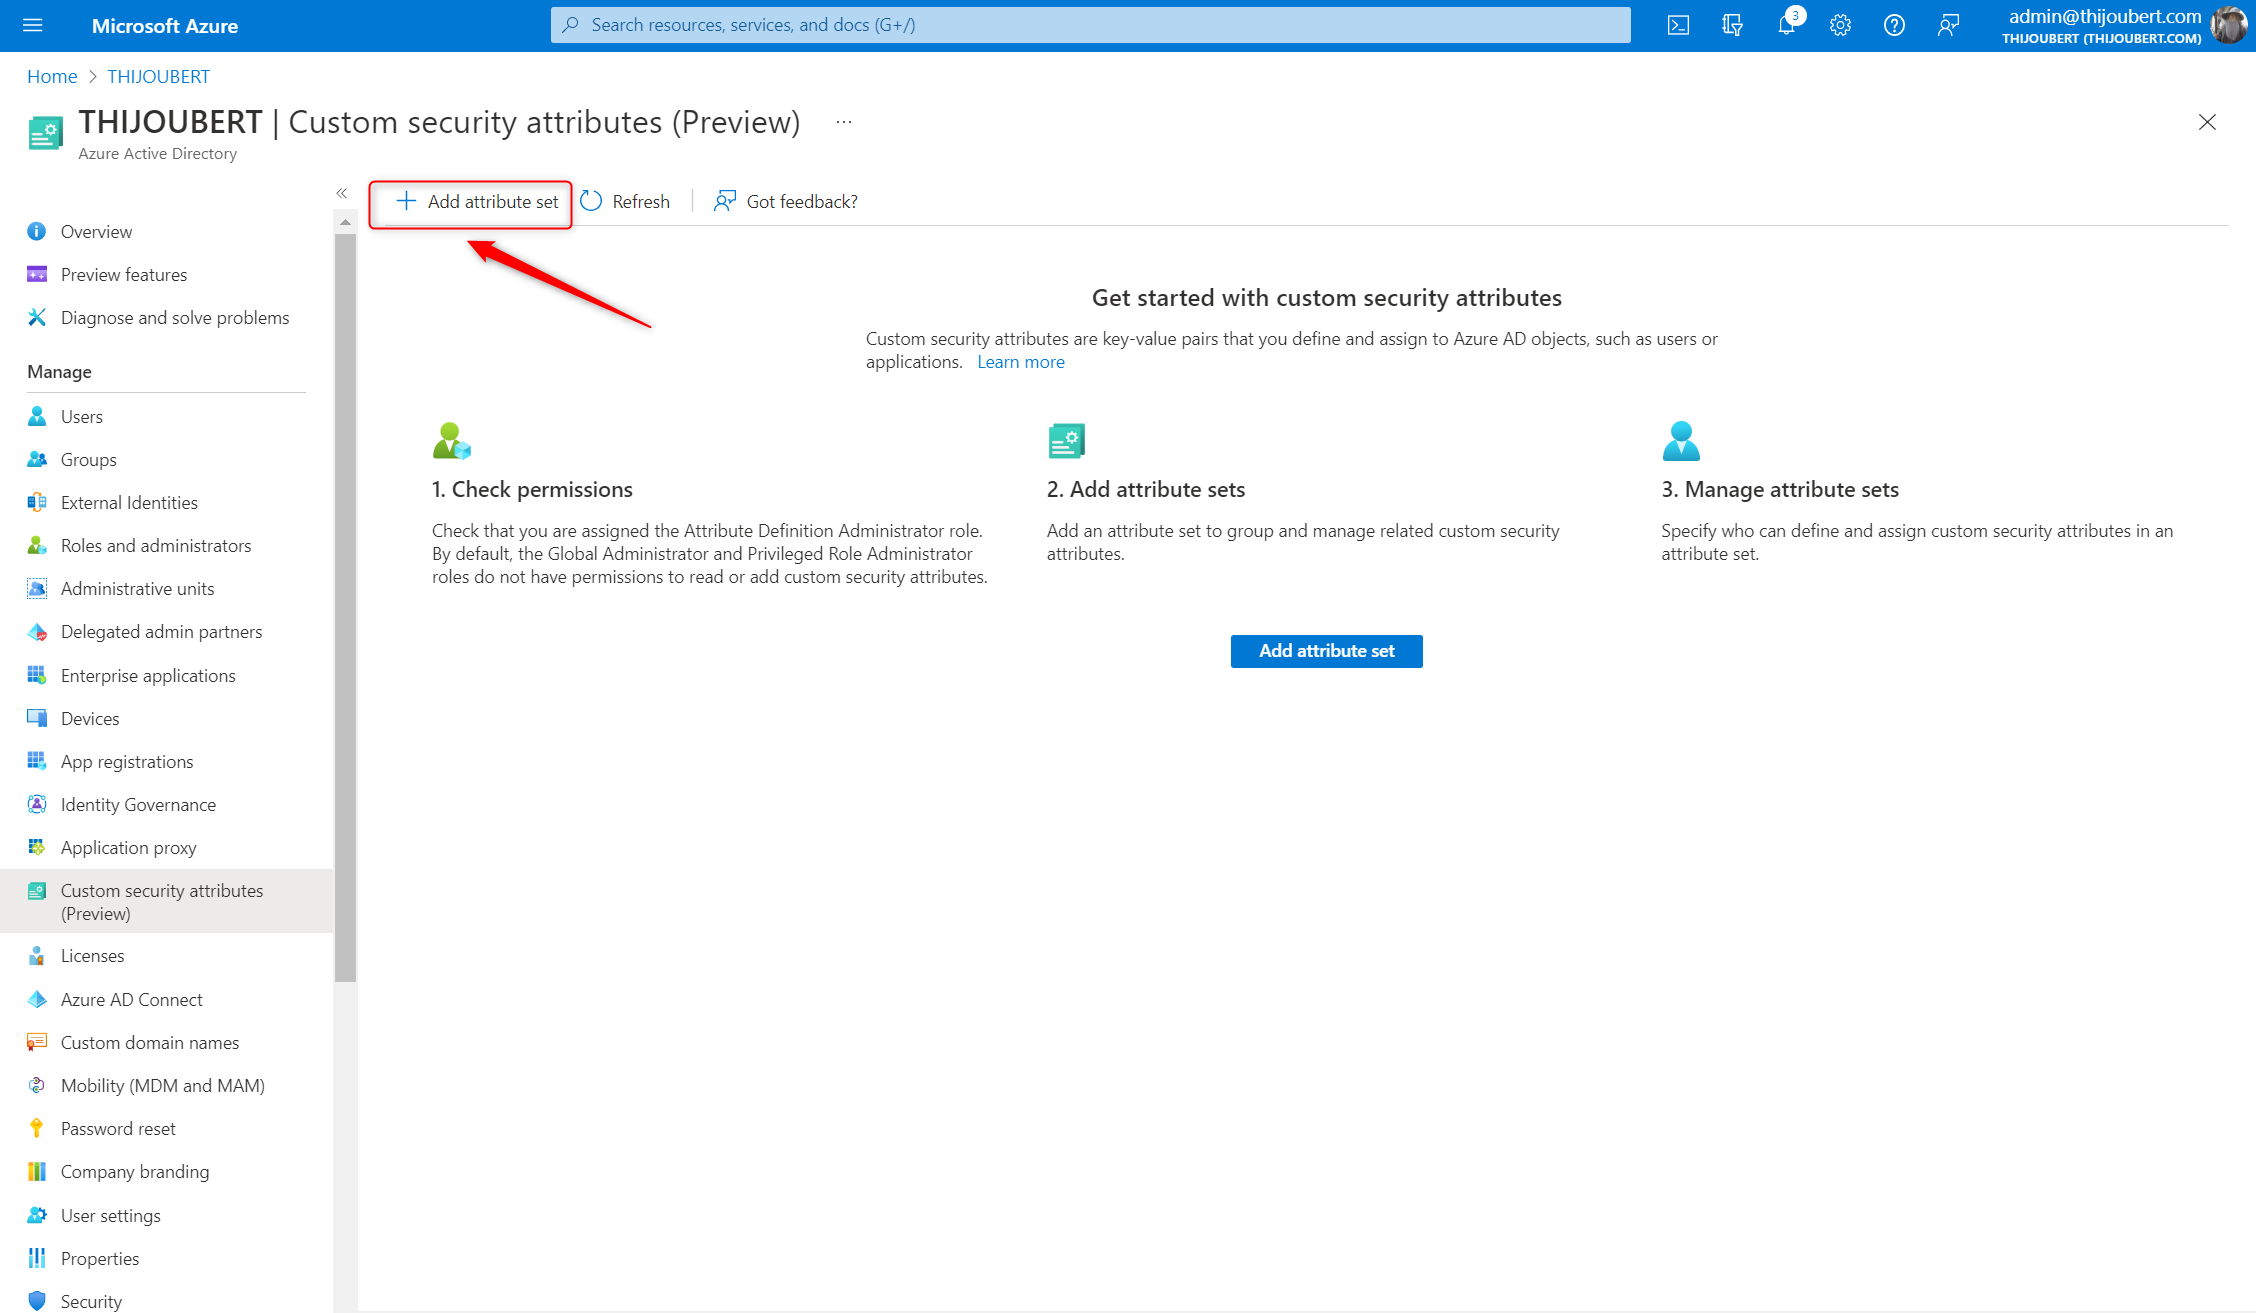 Microsoft Azure
Search resources, services, and docs (G+/)
3
admin@thijoubert.com
THIJOUBERT (THIJOUBERT.COM)
Home > THIJOUBERT
THIJOUBERT | Custom security attributes (Preview) ...
Azure Active Directory
Add attribute set
Refresh
Got feedback?
Overview
Preview features
Diagnose and solve problems
Manage
Users
Groups
External Identities
Roles and administrators
Administrative units
Delegated admin partners
Enterprise applications
Devices
App registrations
Identity Governance
Application proxy
Custom security attributes
(Preview)
Licenses
Azure AD Connect
Custom domain names
Mobility (MDM and MAM)
Password reset
Company branding
User settings
Properties
Security
Get started with custom security attributes
Custom security attributes are key-value pairs that you define and assign to Azure AD objects, such as users or
applications. Learn more
1. Check permissions
Check that you are assigned the Attribute Definition Administrator role.
By default, the Global Administrator and Privileged Role Administrator
roles do not have permissions to read or add custom security attributes.
2. Add attribute sets
Add an attribute set to group and manage related custom security
attributes.
3. Manage attribute sets
Specify who can define and assign custom security attributes in an
attribute set.
Add attribute set